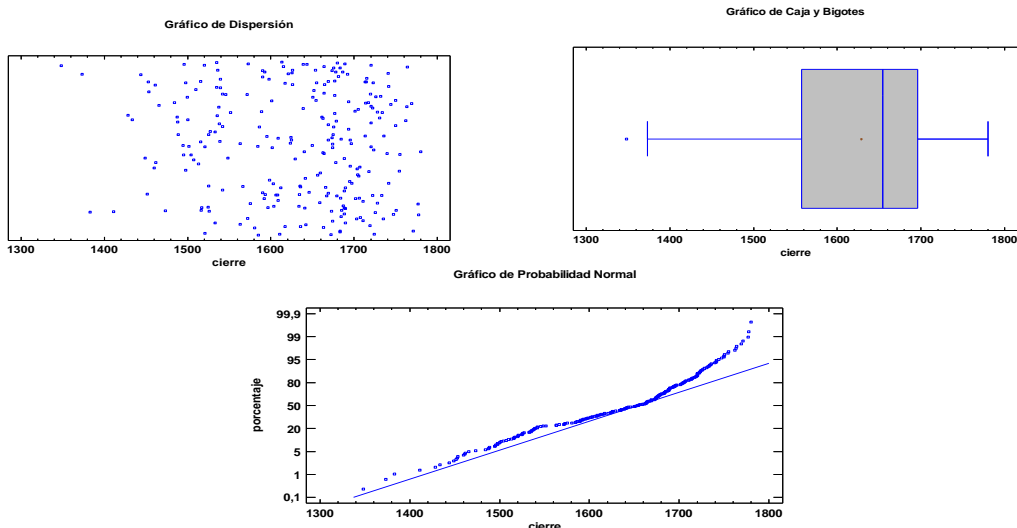 Gráfico de Dispersión
1300 1400 1500 1600 1700 1800
cierre
Gráfico de Caja y Bigotes
1300 1400 1500 1600 1700 1800
cierre
Gráfico de Probabilidad Normal
porcentaje
99,9
99
95
80
50
20
5
1
0,1
1300 1400 1500 1600 1700 1800
cierre